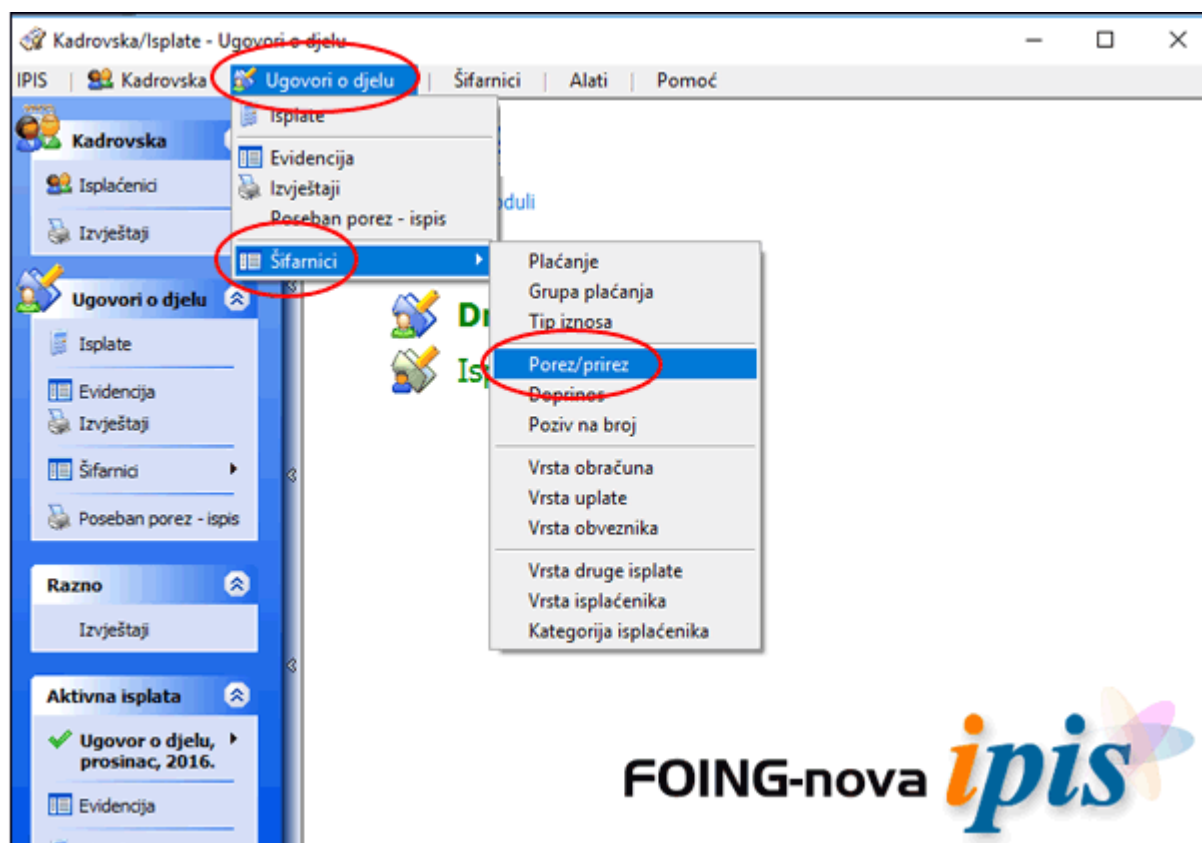 Kadrovska/Isplate - Ugovori o djelu
IPIS | Kadrovska Ugovori o djelu | Šifarnici | Alati | Pomoć
Isplate
Evidencija
Izvještaji
Poseban porez - ispis
Šifarnici
Plaćanje
Grupa plaćanja
Tip iznosa
Porez/prirez
Doprinos
Poziv na broj
Vrsta obračuna
Vrsta uplate
Vrsta obveznika
Vrsta druge isplate
Vrsta isplaćenika
Kategorija isplaćenika
Kadrovska
Isplaćenici
Izvještaji
Ugovori o djelu
Isplate
Evidencija
Izvještaji
Šifarnici
Poseban porez - ispis
Razno
Izvještaji
Aktivna isplata
Ugovor o djelu,
prosinac, 2016.
Evidencija
FOING-nova ipis